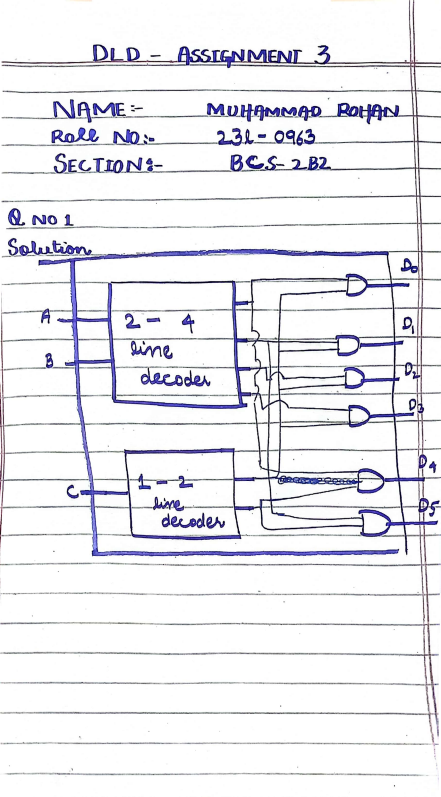 DLD - ASSIGNMENT 3
NAME:- MUHAMMAD ROHAN
Roll NO:- 23L-0963
SECTION:- BCS-2B2
Q NO 1
Solution
A
B
2 - 4
line
decoder
C
1 - 2
line
decoder
D0
D1
D2
D3
D4
D5